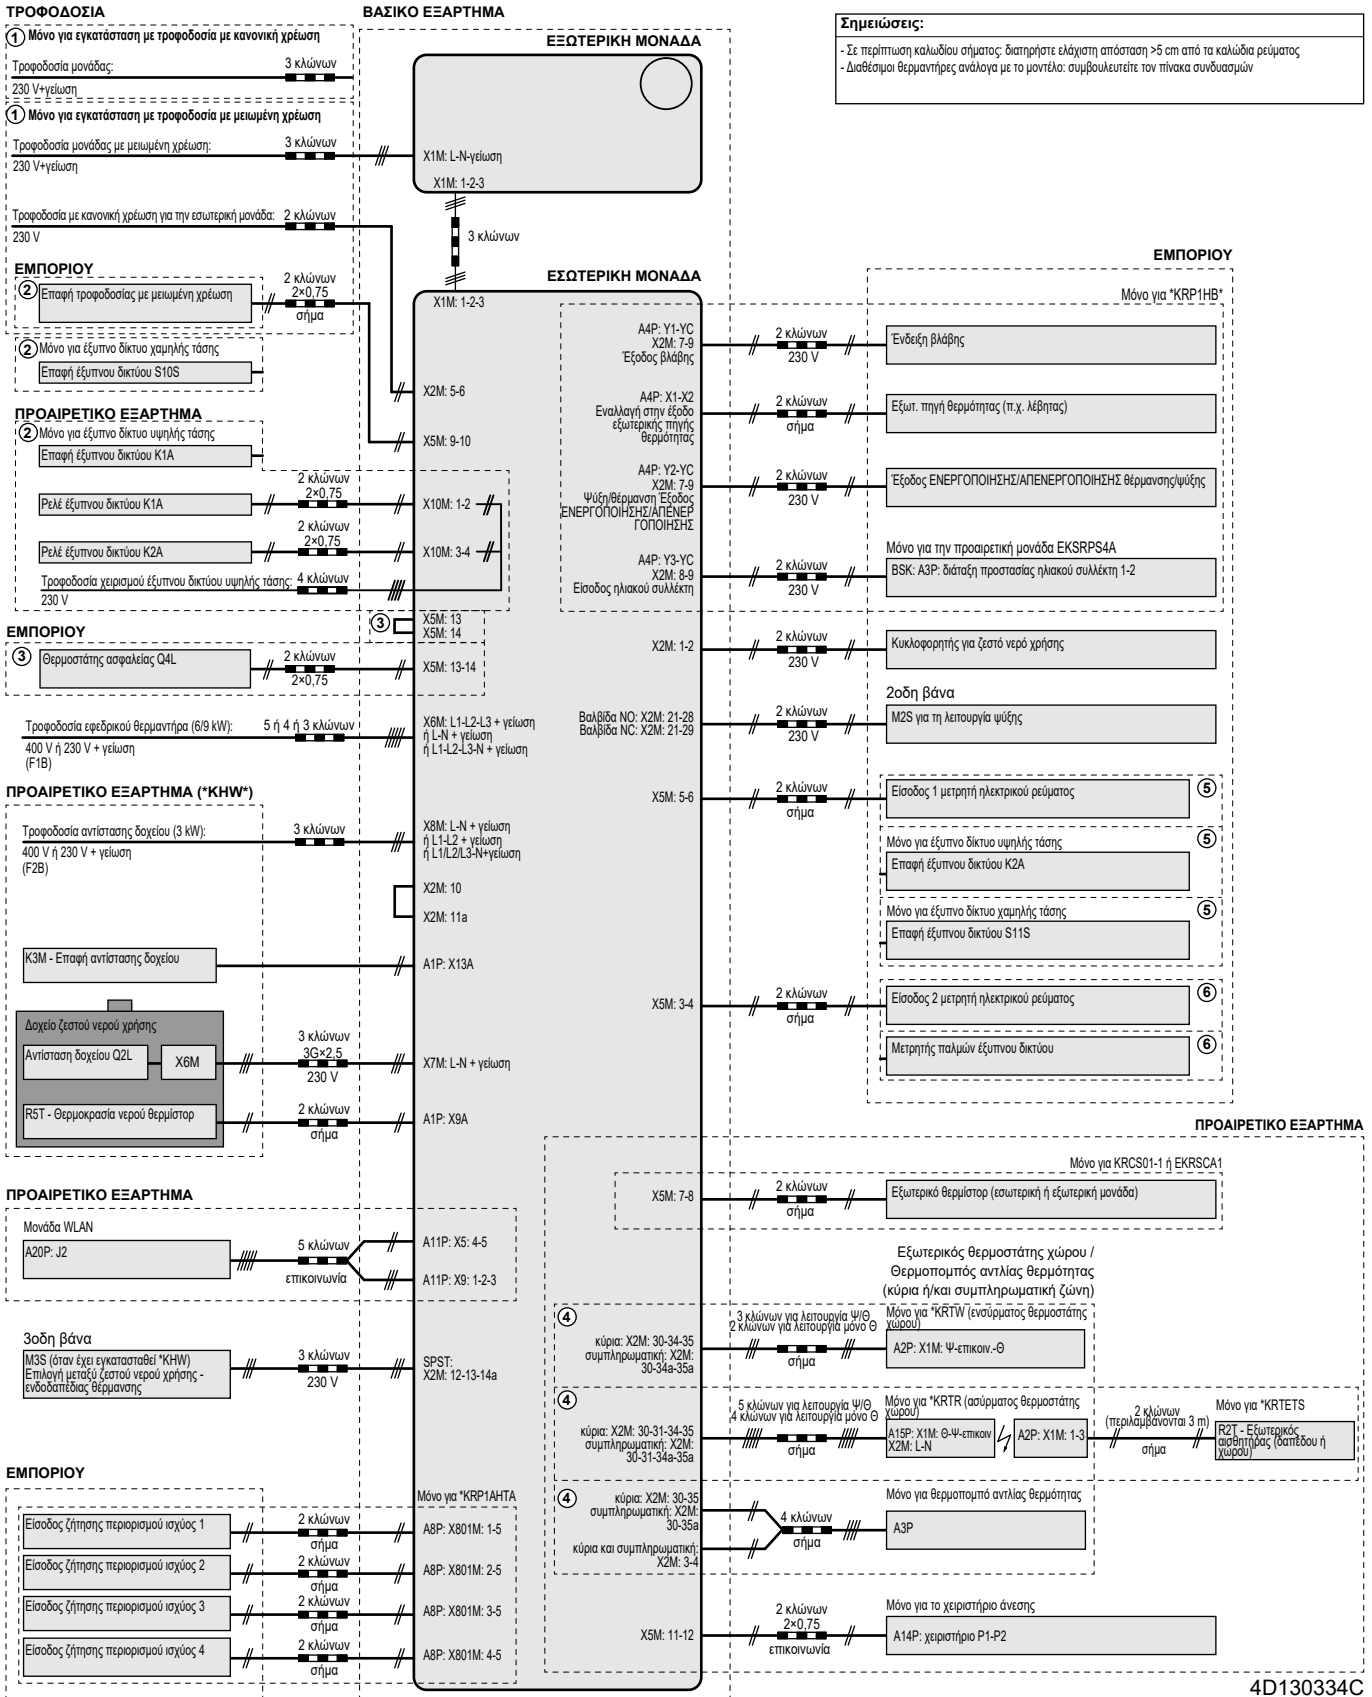 ΤΡΟΦΟΔΟΣΙΑ
① Μόνο για εγκατάσταση με τροφοδοσία με κανονική χρέωση
Τροφοδοσία μονάδας:
3 κλώνων
230 V+γείωση
① Μόνο για εγκατάσταση με τροφοδοσία με μειωμένη χρέωση
Τροφοδοσία μονάδας με μειωμένη χρέωση:
3 κλώνων
230 V+γείωση
Τροφοδοσία με κανονική χρέωση για την εσωτερική μονάδα:
2 κλώνων
230 V
ΕΜΠΟΡΙΟΥ
② Επαφή τροφοδοσίας με μειωμένη χρέωση
2 κλώνων
2×0,75
σήμα
② Μόνο για έξυπνο δίκτυο χαμηλής τάσης
Επαφή έξυπνου δικτύου S10S
ΠΡΟΑΙΡΕΤΙΚΟ ΕΞΑΡΤΗΜΑ
② Μόνο για έξυπνο δίκτυο υψηλής τάσης
Επαφή έξυπνου δικτύου K1A
Ρελέ έξυπνου δικτύου K1A
2 κλώνων
2×0,75
Ρελέ έξυπνου δικτύου K2A
2 κλώνων
2×0,75
Τροφοδοσία χειρισμού έξυπνου δικτύου υψηλής τάσης:
4 κλώνων
230 V
ΕΜΠΟΡΙΟΥ
③ Θερμοστάτης ασφαλείας Q4L
2 κλώνων
2×0,75
Τροφοδοσία εφεδρικού θερμαντήρα (6/9 kW):
5 ή 4 ή 3 κλώνων
400 V ή 230 V + γείωση
(F1B)
ΠΡΟΑΙΡΕΤΙΚΟ ΕΞΑΡΤΗΜΑ (*KHW*)
Τροφοδοσία αντίστασης δοχείου (3 kW):
3 κλώνων
400 V ή 230 V + γείωση
(F2B)
K3M - Επαφή αντίστασης δοχείου
Δοχείο ζεστού νερού χρήσης
Αντίσταση δοχείου Q2L
X6M
3 κλώνων
3G×2,5
230 V
R5T - Θερμοκρασία νερού θερμίστορ
2 κλώνων
σήμα
ΠΡΟΑΙΡΕΤΙΚΟ ΕΞΑΡΤΗΜΑ
Μονάδα WLAN
A20P: J2
5 κλώνων
επικοινωνία
3οδη βάνα
M3S (όταν έχει εγκατασταθεί *KHW)
Επιλογή μεταξύ ζεστού νερού χρήσης -
ενδοδαπέδιας θέρμανσης
3 κλώνων
230 V
ΕΜΠΟΡΙΟΥ
Είσοδος ζήτησης περιορισμού ισχύος 1
2 κλώνων
σήμα
Είσοδος ζήτησης περιορισμού ισχύος 2
2 κλώνων
σήμα
Είσοδος ζήτησης περιορισμού ισχύος 3
2 κλώνων
σήμα
Είσοδος ζήτησης περιορισμού ισχύος 4
2 κλώνων
σήμα
ΒΑΣΙΚΟ ΕΞΑΡΤΗΜΑ
ΕΞΩΤΕΡΙΚΗ ΜΟΝΑΔΑ
X1M: L-N-γείωση
X1M: 1-2-3
3 κλώνων
ΕΣΩΤΕΡΙΚΗ ΜΟΝΑΔΑ
X1M: 1-2-3
X2M: 5-6
X5M: 9-10
X10M: 1-2
X10M: 3-4
③
X5M: 13
X5M: 14
X5M: 13-14
X6M: L1-L2-L3 + γείωση
ή L-N + γείωση
ή L1-L2-L3-N + γείωση
X8M: L-N + γείωση
ή L1-L2 + γείωση
ή L1/L2/L3-N+γείωση
X2M: 10
X2M: 11a
A1P: X13A
X7M: L-N + γείωση
A1P: X9A
A11P: X5: 4-5
A11P: X9: 1-2-3
SPST:
X2M: 12-13-14a
Μόνο για *KRP1AHTA
A8P: X801M: 1-5
A8P: X801M: 2-5
A8P: X801M: 3-5
A8P: X801M: 4-5
Σημειώσεις:
- Σε περίπτωση καλωδίου σήματος: διατηρήστε ελάχιστη απόσταση >5 cm από τα καλώδια ρεύματος
- Διαθέσιμοι θερμαντήρες ανάλογα με το μοντέλο: συμβουλευτείτε τον πίνακα συνδυασμών
ΕΜΠΟΡΙΟΥ
Μόνο για *KRP1HB*
A4P: Y1-YC
X2M: 7-9
Έξοδος βλάβης
2 κλώνων
230 V
Ένδειξη βλάβης
A4P: X1-X2
Εναλλαγή στην έξοδο
εξωτερικής πηγής
θερμότητας
2 κλώνων
σήμα
Εξωτ. πηγή θερμότητας (π.χ. λέβητας)
A4P: Y2-YC
X2M: 7-9
Ψύξη/θέρμανση Έξοδος
ΕΝΕΡΓΟΠΟΙΗΣΗΣ/ΑΠΕΝΕΡ
ΓΟΠΟΙΗΣΗΣ
2 κλώνων
230 V
Έξοδος ΕΝΕΡΓΟΠΟΙΗΣΗΣ/ΑΠΕΝΕΡΓΟΠΟΙΗΣΗΣ θέρμανσης/ψύξης
A4P: Y3-YC
X2M: 8-9
Είσοδος ηλιακού συλλέκτη
2 κλώνων
230 V
Μόνο για την προαιρετική μονάδα EKSRPS4A
BSK: A3P: διάταξη προστασίας ηλιακού συλλέκτη 1-2
X2M: 1-2
2 κλώνων
230 V
Κυκλοφορητής για ζεστό νερό χρήσης
2οδη βάνα
Βαλβίδα NO: X2M: 21-28
Βαλβίδα NC: X2M: 21-29
2 κλώνων
230 V
M2S για τη λειτουργία ψύξης
X5M: 5-6
2 κλώνων
σήμα
Είσοδος 1 μετρητή ηλεκτρικού ρεύματος
⑤
Μόνο για έξυπνο δίκτυο υψηλής τάσης
⑤
Επαφή έξυπνου δικτύου K2A
Μόνο για έξυπνο δίκτυο χαμηλής τάσης
⑤
Επαφή έξυπνου δικτύου S11S
X5M: 3-4
2 κλώνων
σήμα
Είσοδος 2 μετρητή ηλεκτρικού ρεύματος
⑥
Μετρητής παλμών έξυπνου δικτύου
⑥
ΠΡΟΑΙΡΕΤΙΚΟ ΕΞΑΡΤΗΜΑ
Μόνο για KRCS01-1 ή EKRSCA1
X5M: 7-8
2 κλώνων
σήμα
Εξωτερικό θερμίστορ (εσωτερική ή εξωτερική μονάδα)
Εξωτερικός θερμοστάτης χώρου /
Θερμοπομπός αντλίας θερμότητας
(κύρια ή/και συμπληρωματική ζώνη)
④
κύρια: X2M: 30-34-35
συμπληρωματική: X2M:
30-34a-35a
3 κλώνων για λειτουργία Ψ/Θ
2 κλώνων για λειτουργία μόνο Θ
σήμα
Μόνο για *KRTW (ενσύρματος θερμοστάτης
χώρου)
A2P: X1M: Ψ-επικοιν.-Θ
④
κύρια: X2M: 30-31-34-35
συμπληρωματική: X2M:
30-31-34a-35a
5 κλώνων για λειτουργία Ψ/Θ
4 κλώνων για λειτουργία μόνο Θ
σήμα
Μόνο για *KRTR (ασύρματος θερμοστάτης
χώρου)
A15P: X1M: Θ-Ψ-επικοιν
X2M: L-N
A2P: X1M: 1-3
2 κλώνων
(περιλαμβάνονται 3 m)
σήμα
Μόνο για *KRTETS
R2T - Εξωτερικός
αισθητήρας (δαπέδου ή
χώρου)
④
κύρια: X2M: 30-35
συμπληρωματική: X2M:
30-35a
κύρια και συμπληρωματική:
X2M: 3-4
4 κλώνων
σήμα
Μόνο για θερμοπομπό αντλίας θερμότητας
A3P
X5M: 11-12
2 κλώνων
2×0,75
επικοινωνία
Μόνο για το χειριστήριο άνεσης
A14P: χειριστήριο P1-P2
4D130334C